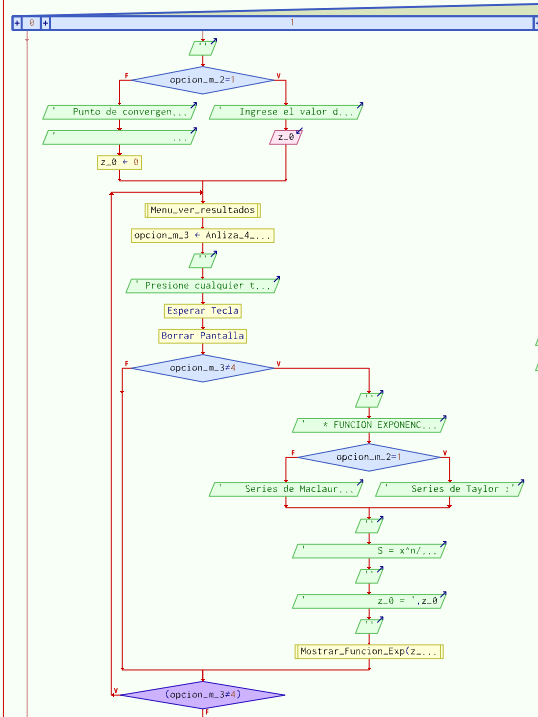 + 0 + 1 +
''
opcion_m_2=1
F V
' Punto de convergen... ' Ingrese el valor d...
' ... z_0
z_0 ← 0
Menu_ver_resultados
opcion_m_3 ← Anliza_4_...
''
' Presione cualquier t...
Esperar Tecla
Borrar Pantalla
F opcion_m_3≠4 V
''
' * FUNCION EXPONENC...
F opcion_m_2=1 V
' Series de Maclaur... ' Series de Taylor :'
''
' S = x^n/...
''
' z_0 = ',z_0
''
Mostrar_Funcion_Exp(z_...
V (opcion_m_3≠4)
F